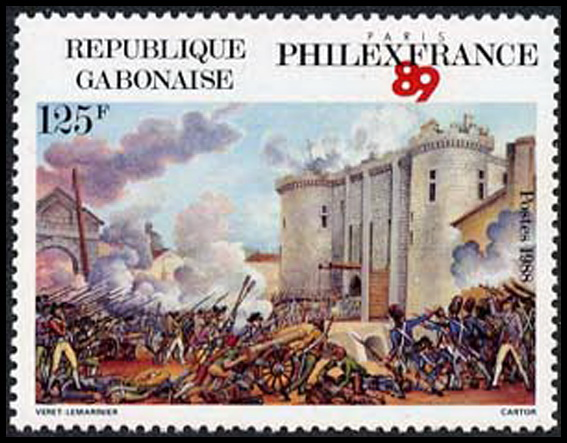 REPUBLIQUE
GABONAISE
PARIS
PHILEXFRANCE
89
125F
Postes 1988
VERET-LEMARINIER
CARTOR